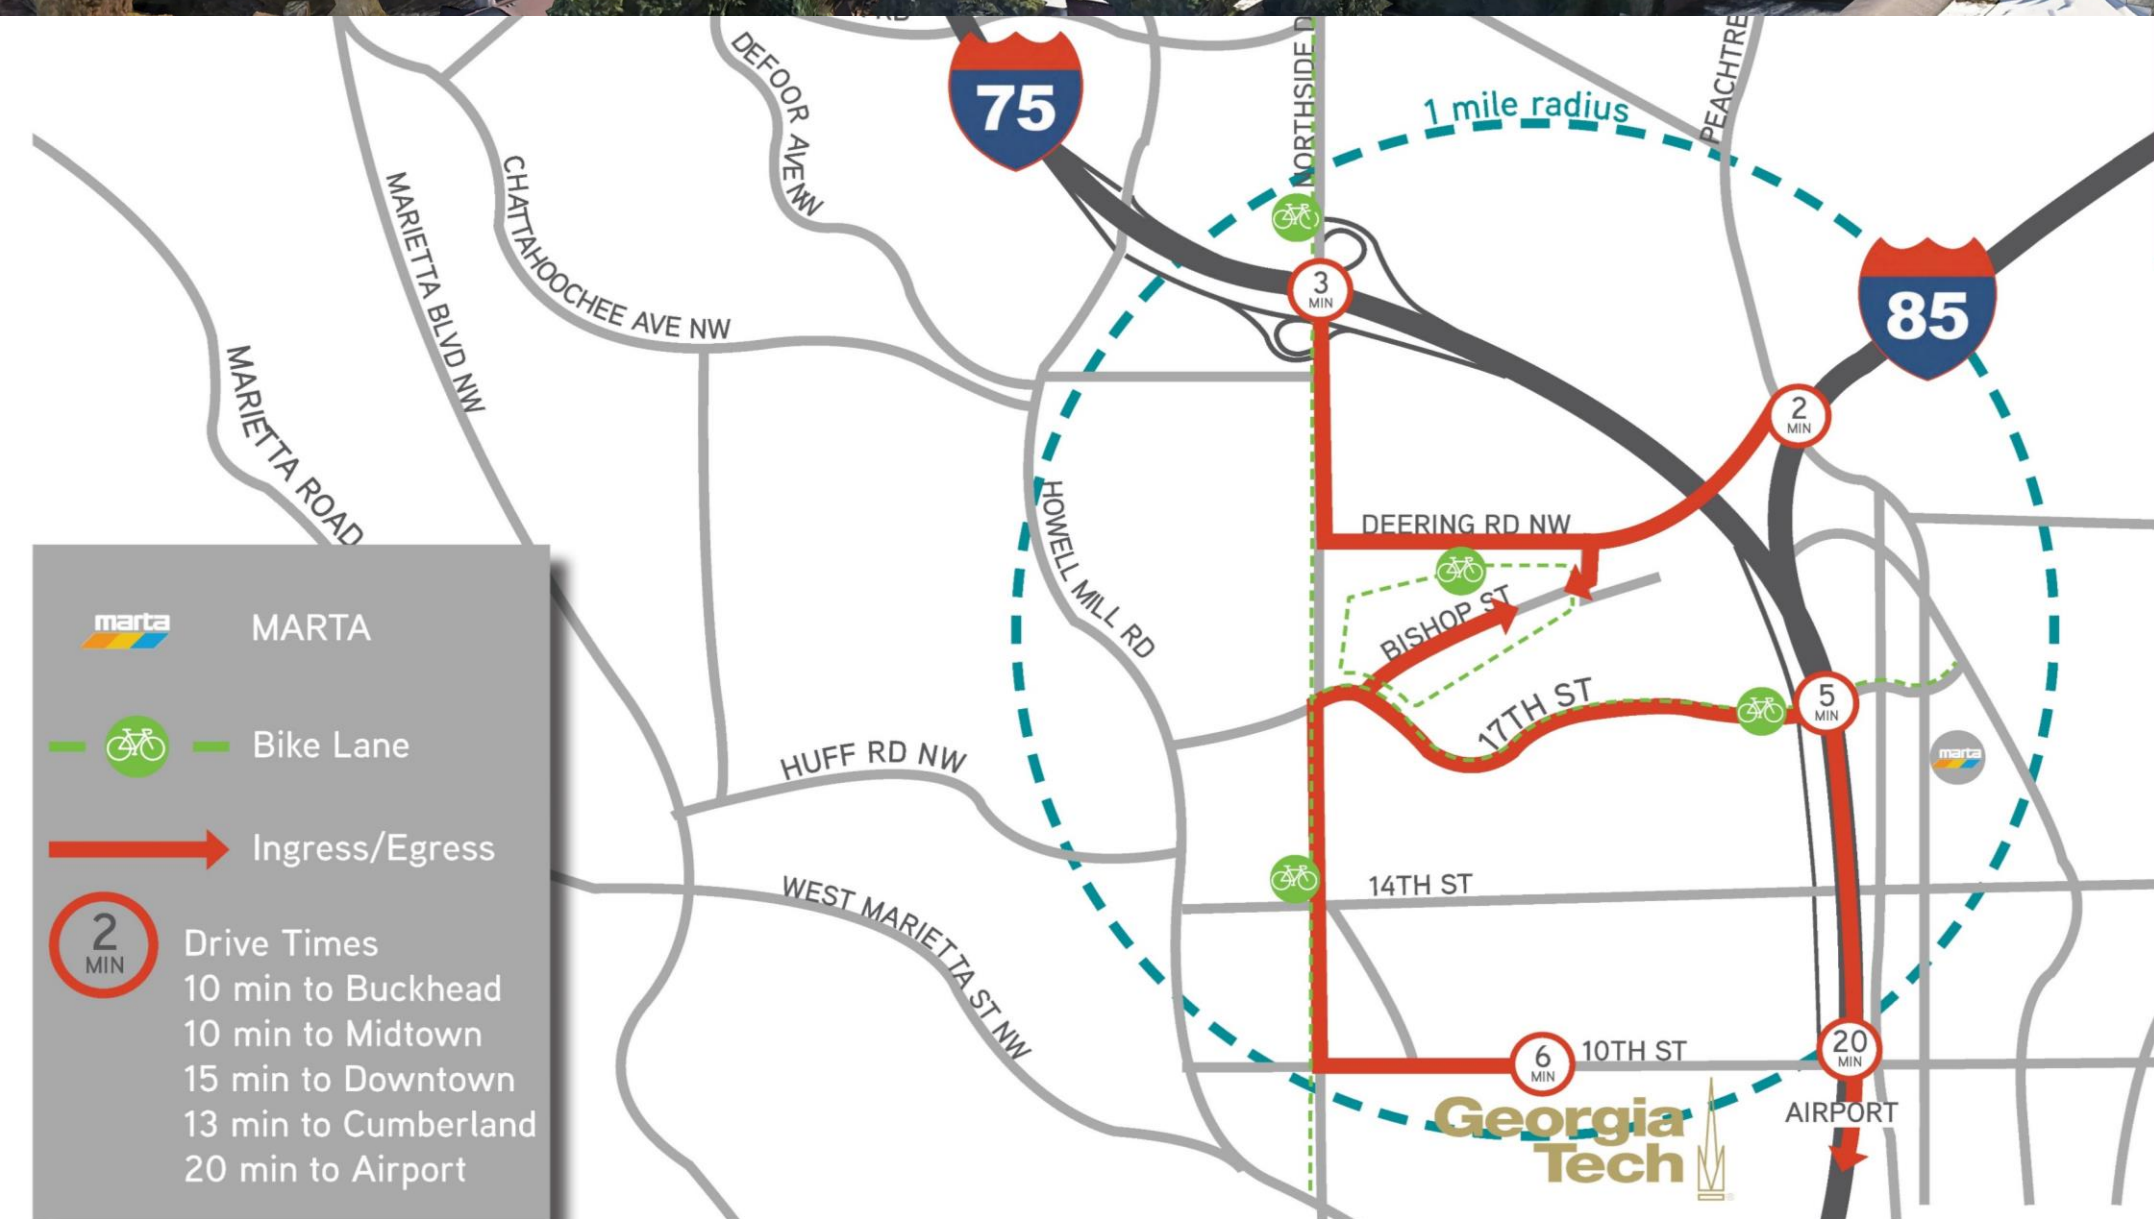 NORTHSIDE D
PEACHTRE
DEFOOR AVE NW
75
1 mile radius
CHATTAHOOCHEE AVE NW
MARIETTA BLVD NW
3
MIN
85
MARIETTA ROAD
2
MIN
HOWELL MILL RD
DEERING RD NW
BISHOP ST
17TH ST
5
MIN
marta
HUFF RD NW
14TH ST
WEST MARIETTA ST NW
6
MIN
10TH ST
20
MIN
AIRPORT
Georgia
Tech
marta
MARTA
Bike Lane
Ingress/Egress
2
MIN
Drive Times
10 min to Buckhead
10 min to Midtown
15 min to Downtown
13 min to Cumberland
20 min to Airport